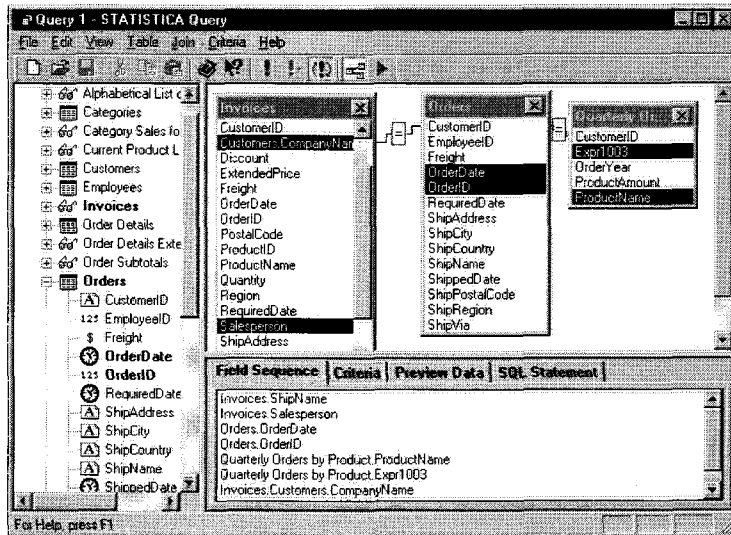 Query 1 - STATISTICA Query
File Edit View Table Join Criteria Help
Alphabetical List
Categories
Category Sales fo
Current Product L
Customers
Employees
Invoices
Order Details
Order Details Exte
Order Subtotals
Orders
CustomerID
EmployeeID
Freight
OrderDate
OrderID
RequiredDate
ShipAddress
ShipCity
ShipCountry
ShipName
ShippedDate
Invoices
CustomerID
Customers.CompanyNam
Discount
ExtendedPrice
Freight
OrderDate
OrderID
PostalCode
ProductID
ProductName
Quantity
Region
RequiredDate
Salesperson
ShipAddress
Orders
CustomerID
EmployeeID
Freight
OrderDate
OrderID
RequiredDate
ShipAddress
ShipCity
ShipCountry
ShipName
ShippedDate
ShipPostalCode
ShipRegion
ShipVia
Quarterly Or...
CustomerID
Expr1003
OrderYear
ProductAmount
ProductName
Field Sequence Criteria Preview Data SQL Statement
Invoices.ShipName
Invoices.Salesperson
Orders.OrderDate
Orders.OrderID
Quarterly Orders by Product.ProductName
Quarterly Orders by Product.Expr1003
Invoices.Customers.CompanyName
For Help, press F1